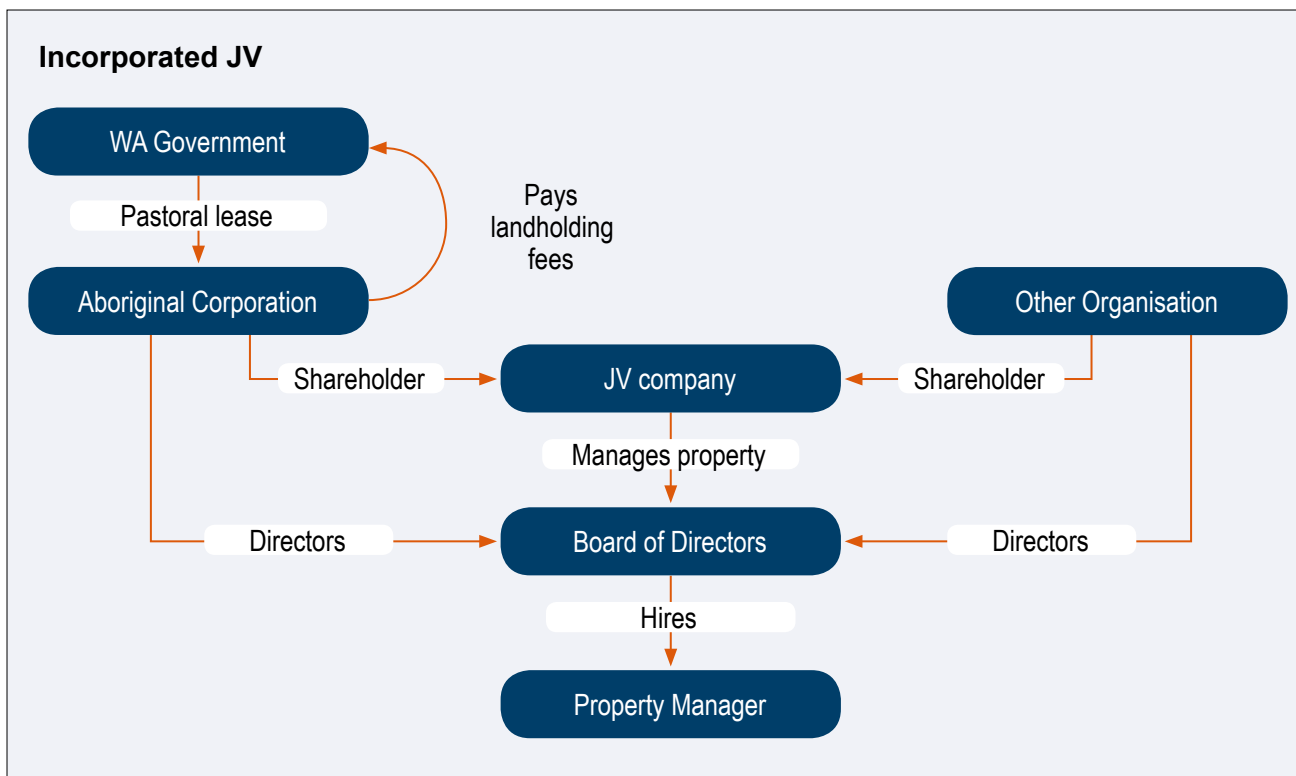 Incorporated JV
WA Government
Pastoral lease
Pays
landholding
fees
Aboriginal Corporation
Other Organisation
Shareholder
JV company
Shareholder
Manages property
Directors
Board of Directors
Directors
Hires
Property Manager